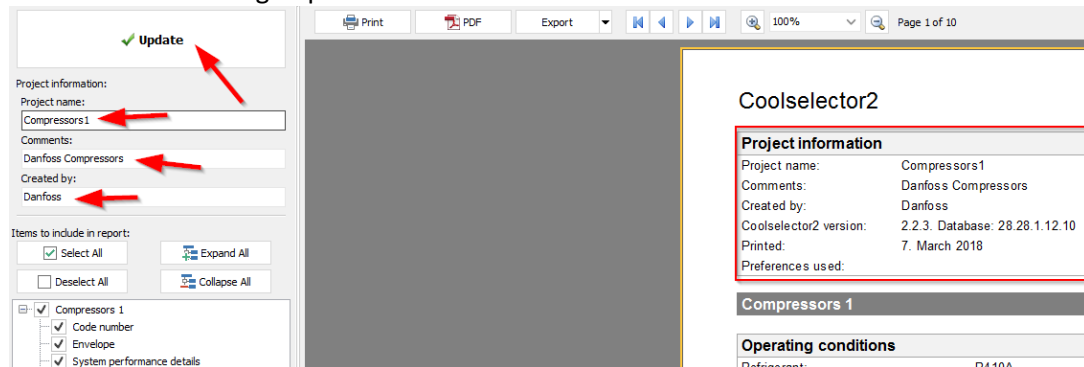 Print PDF Export 100% Page 1 of 10
Update
Project information:
Project name:
Compressors1
Comments:
Danfoss Compressors
Created by:
Danfoss
Items to include in report:
Select All Expand All
Deselect All Collapse All
Compressors 1
Code number
Envelope
System performance details
Coolselector2
Project information
Project name: Compressors1
Comments: Danfoss Compressors
Created by: Danfoss
Coolselector2 version: 2.2.3. Database: 28.28.1.12.10
Printed: 7. March 2018
Preferences used:
Compressors 1
Operating conditions
Refrigerant: R410A